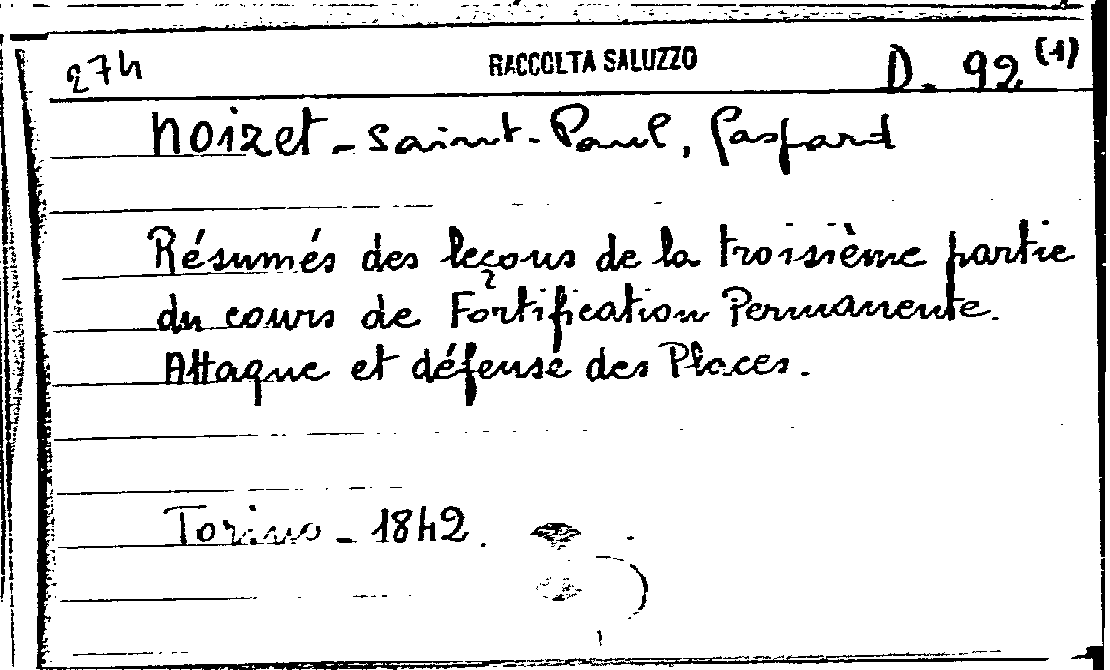 274 RACCOLTA SALUZZO D. 92 (1)
Noizet-Saint-Paul, Gaspard
Résumés des leçons de la troisième partie
du cours de Fortification Permanente.
Attaque et défense des Places.
Torino - 1842.